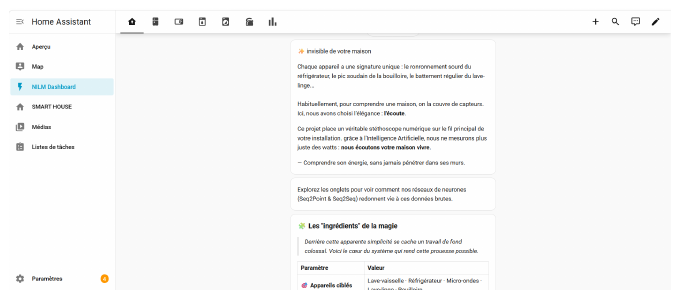 Home Assistant
Aperçu
Map
NILM Dashboard
SMART HOUSE
Médias
Listes de tâches
Paramètres
4
invisible de votre maison
Chaque appareil a une signature unique : le ronronnement sourd du
réfrigérateur, le pic soudain de la bouilloire, le battement régulier du lave-
linge...
Habituellement, pour comprendre une maison, on la couvre de capteurs.
Ici, nous avons choisi l'élégance : l'écoute.
Ce projet place un véritable stéthoscope numérique sur le fil principal de
votre installation. grâce à l'Intelligence Artificielle, nous ne mesurons plus
juste des watts : nous écoutons votre maison vivre.
— Comprendre son énergie, sans jamais pénétrer dans ses murs.
Explorez les onglets pour voir comment nos réseaux de neurones
(Seq2Point & Seq2Seq) redonnent vie à ces données brutes.
Les "ingrédients" de la magie
Derrière cette apparente simplicité se cache un travail de fond
colossal. Voici le cœur du système qui rend cette prouesse possible.
Paramètre Valeur
Appareils ciblés Lave-vaisselle · Réfrigérateur · Micro-ondes ·